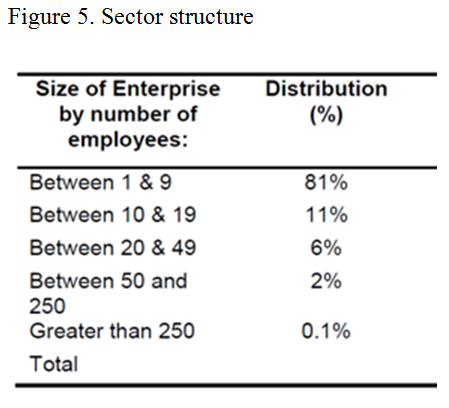 Figure 5. Sector structure
Size of Enterprise Distribution
by number of (%)
employees:
Between 1 & 9 81%
Between 10 & 19 11%
Between 20 & 49 6%
Between 50 and 2%
250
Greater than 250 0.1%
Total